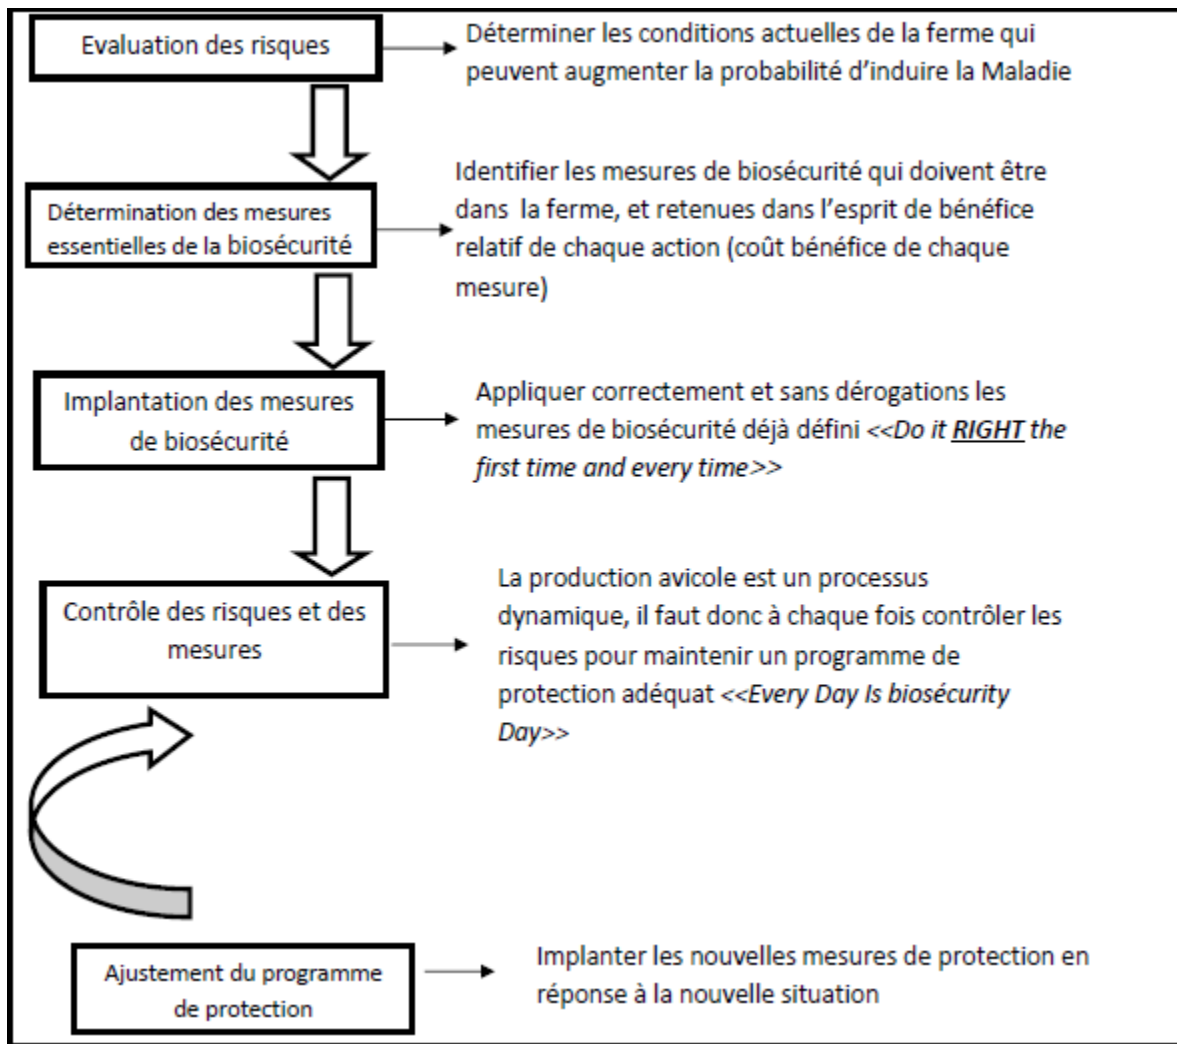 Evaluation des risques
Déterminer les conditions actuelles de la ferme qui
peuvent augmenter la probabilité d'induire la Maladie
Détermination des mesures
essentielles de la biosécurité
Identifier les mesures de biosécurité qui doivent être
dans la ferme, et retenues dans l'esprit de bénéfice
relatif de chaque action (coût bénéfice de chaque
mesure)
Implantation des mesures
de biosécurité
Appliquer correctement et sans dérogations les
mesures de biosécurité déjà défini <<Do it RIGHT the
first time and every time>>
Contrôle des risques et des
mesures
La production avicole est un processus
dynamique, il faut donc à chaque fois contrôler les
risques pour maintenir un programme de
protection adéquat <<Every Day Is biosécurity
Day>>
Ajustement du programme
de protection
Implanter les nouvelles mesures de protection en
réponse à la nouvelle situation